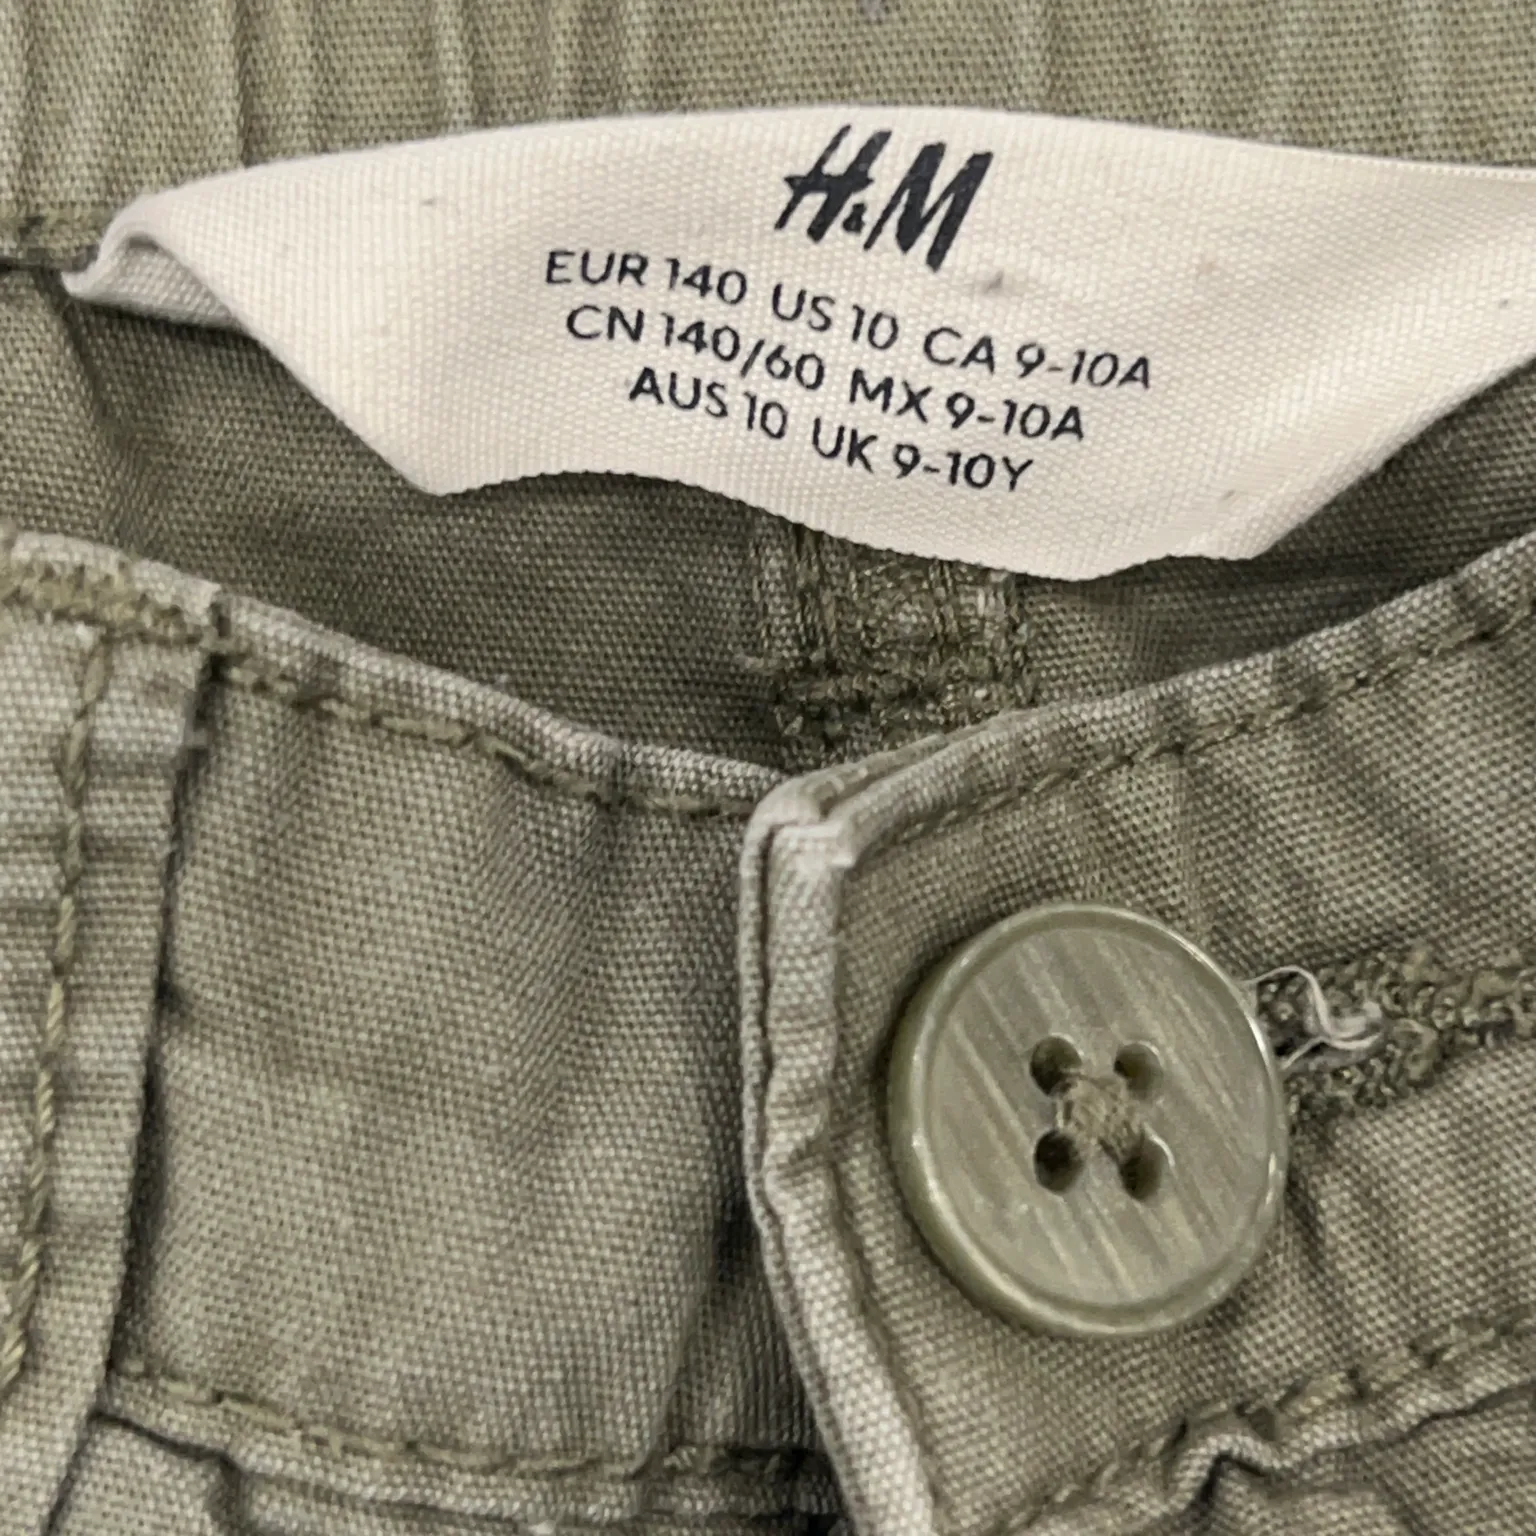 H&M
EUR 140 US 10 CA 9-10A
CN 140/60 MX 9-10A
AUS 10 UK 9-10Y